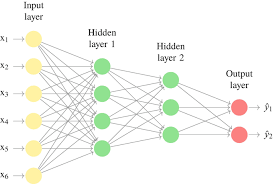 Input
layer
Hidden
layer 1
Hidden
layer 2
Output
layer
x₁
x₂
x₃
x₄
x₅
x₆
ŷ₁
ŷ₂